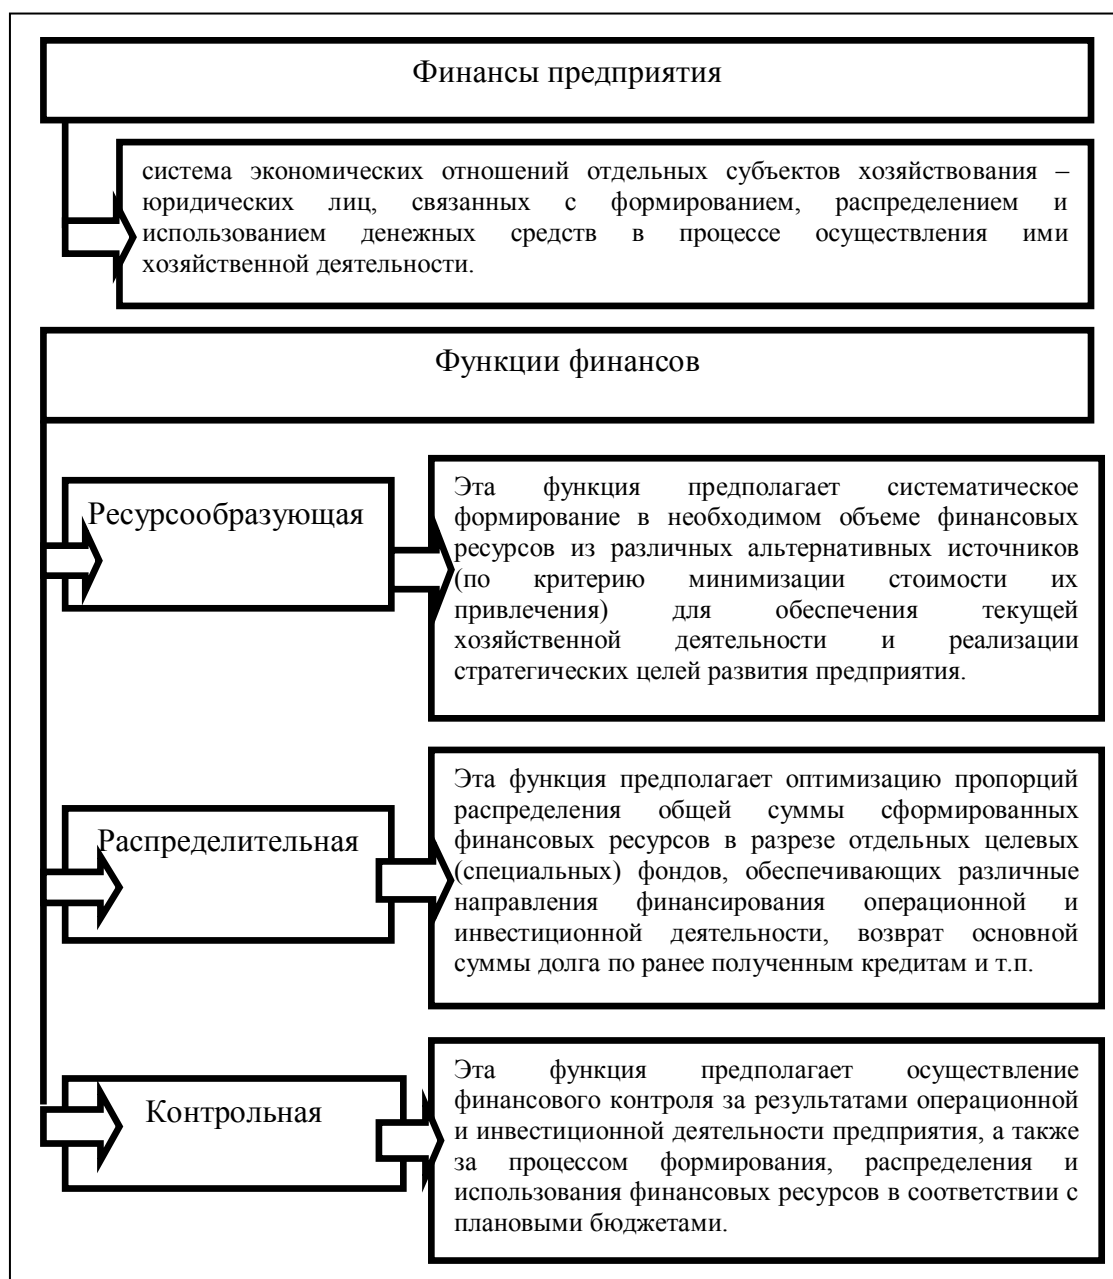 Финансы предприятия
система экономических отношений отдельных субъектов хозяйствования –
юридических лиц, связанных с формированием, распределением и
использованием денежных средств в процессе осуществления ими
хозяйственной деятельности.
Функции финансов
Ресурсообразующая
Эта функция предполагает систематическое
формирование в необходимом объеме финансовых
ресурсов из различных альтернативных источников
(по критерию минимизации стоимости их
привлечения) для обеспечения текущей
хозяйственной деятельности и реализации
стратегических целей развития предприятия.
Распределительная
Эта функция предполагает оптимизацию пропорций
распределения общей суммы сформированных
финансовых ресурсов в разрезе отдельных целевых
(специальных) фондов, обеспечивающих различные
направления финансирования операционной и
инвестиционной деятельности, возврат основной
суммы долга по ранее полученным кредитам и т.п.
Контрольная
Эта функция предполагает осуществление
финансового контроля за результатами операционной
и инвестиционной деятельности предприятия, а также
за процессом формирования, распределения и
использования финансовых ресурсов в соответствии с
плановыми бюджетами.